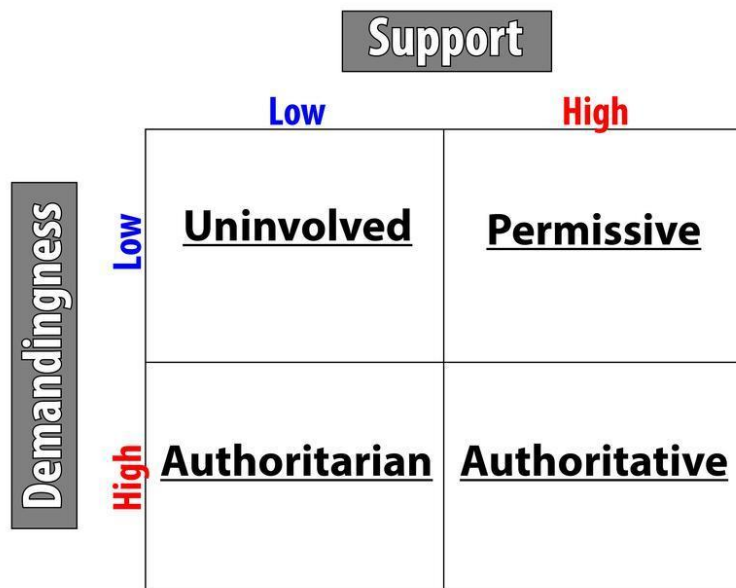 Support
Low High
Demandingness
Low
Uninvolved Permissive
High
Authoritarian Authoritative